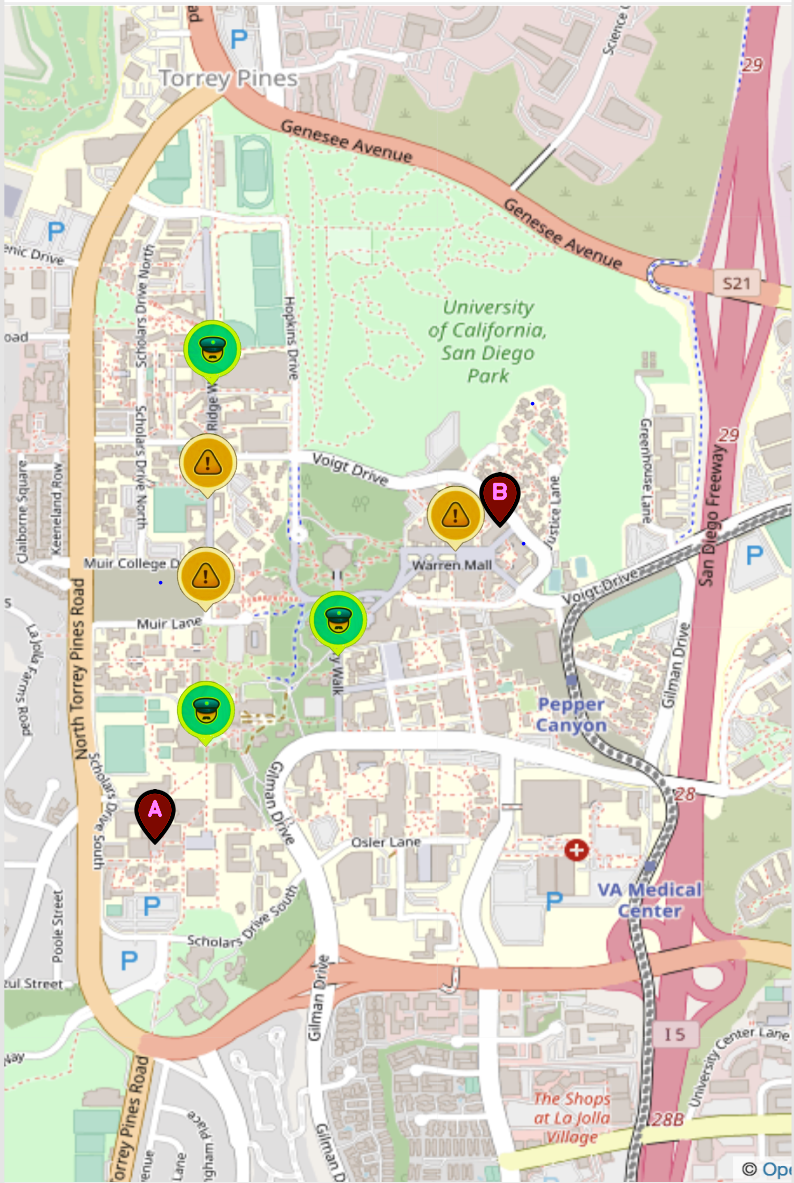 ad
P
Science C
29
Torrey Pines
Genesee Avenue
Genesee Avenue
P
enic Drive
S21
Scholars Drive North
Hopkins Drive
University
of California,
San Diego
Park
oad
Ridge W
29
Scholars Drive North
Voigt Drive
Greenhouse Lane
San Diego Freeway
Claiborne Square
Keeneland Row
!
B
!
Justice Lane
P
Muir College D
!
Warren Mall
Voigt Drive
Muir Lane
s
La Jolla Farms Road
North Torrey Pines Road
y Walk
Gilman Drive
Pepper
Canyon
Scholars Drive South
Gilman Drive
28
A
Osler Lane
P
P
VA Medical
Center
Poole Street
Scholars Drive South
P
zul Street
Gilman Drive
I 5
University Center Lane
Nay
The Shops
at La Jolla
Village
28B
Torrey Pines Road
ngham Place
Lane
venue
Gilman D
© Ope